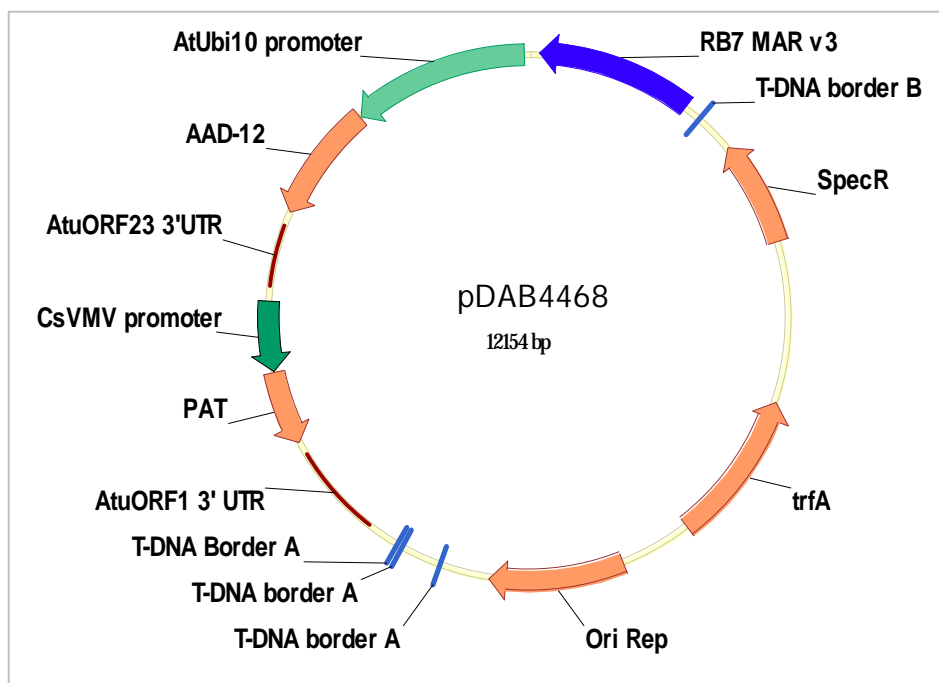 AtUbi10 promoter
RB7 MAR v3
T-DNA border B
AAD-12
SpecR
AtuORF23 3'UTR
pDAB4468
12154 bp
CsVMV promoter
PAT
AtuORF1 3' UTR
trfA
T-DNA Border A
T-DNA border A
T-DNA border A
Ori Rep